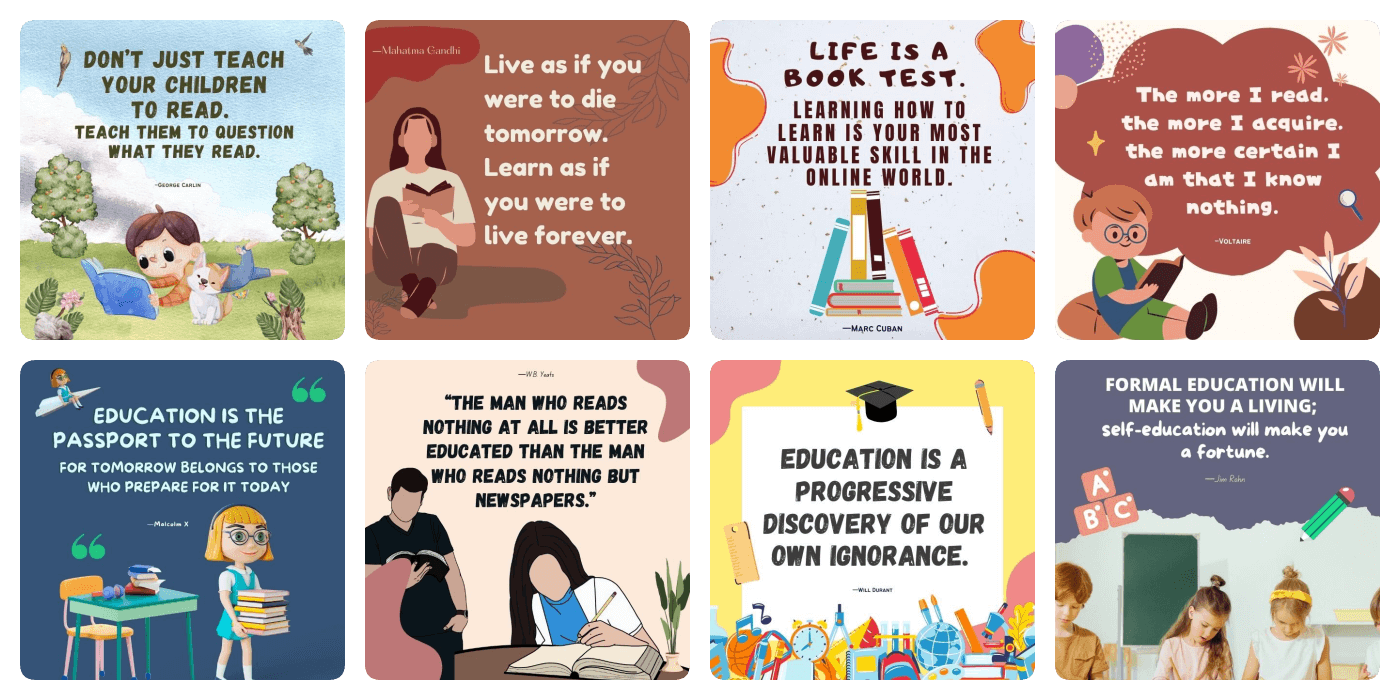 DON'T JUST TEACH
YOUR CHILDREN
TO READ.
TEACH THEM TO QUESTION
WHAT THEY READ.
-GEORGE CARLIN
—Mahatma Gandhi
Live as if you
were to die
tomorrow.
Learn as if
you were to
live forever.
LIFE IS A
BOOK TEST.
LEARNING HOW TO
LEARN IS YOUR MOST
VALUABLE SKILL IN THE
ONLINE WORLD.
—MARC CUBAN
The more I read.
the more I acquire.
the more certain I
am that I know
nothing.
-VOLTAIRE
EDUCATION IS THE
PASSPORT TO THE FUTURE
FOR TOMORROW BELONGS TO THOSE
WHO PREPARE FOR IT TODAY
—Malcolm X
—W.B. Yeats
"THE MAN WHO READS
NOTHING AT ALL IS BETTER
EDUCATED THAN THE MAN
WHO READS NOTHING BUT
NEWSPAPERS."
EDUCATION IS A
PROGRESSIVE
DISCOVERY OF OUR
OWN IGNORANCE.
—WILL DURANT
FORMAL EDUCATION WILL
MAKE YOU A LIVING;
self-education will make you
a fortune.
—Jim Rohn
A
B C